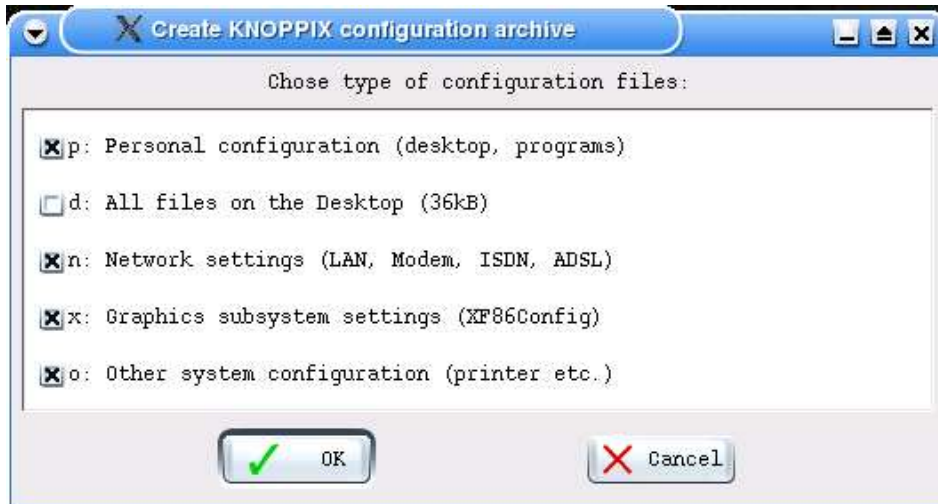 Create KNOPPIX configuration archive
Chose type of configuration files:
p: Personal configuration (desktop, programs)
d: All files on the Desktop (36kB)
n: Network settings (LAN, Modem, ISDN, ADSL)
x: Graphics subsystem settings (XF86Config)
o: Other system configuration (printer etc.)
OK
Cancel